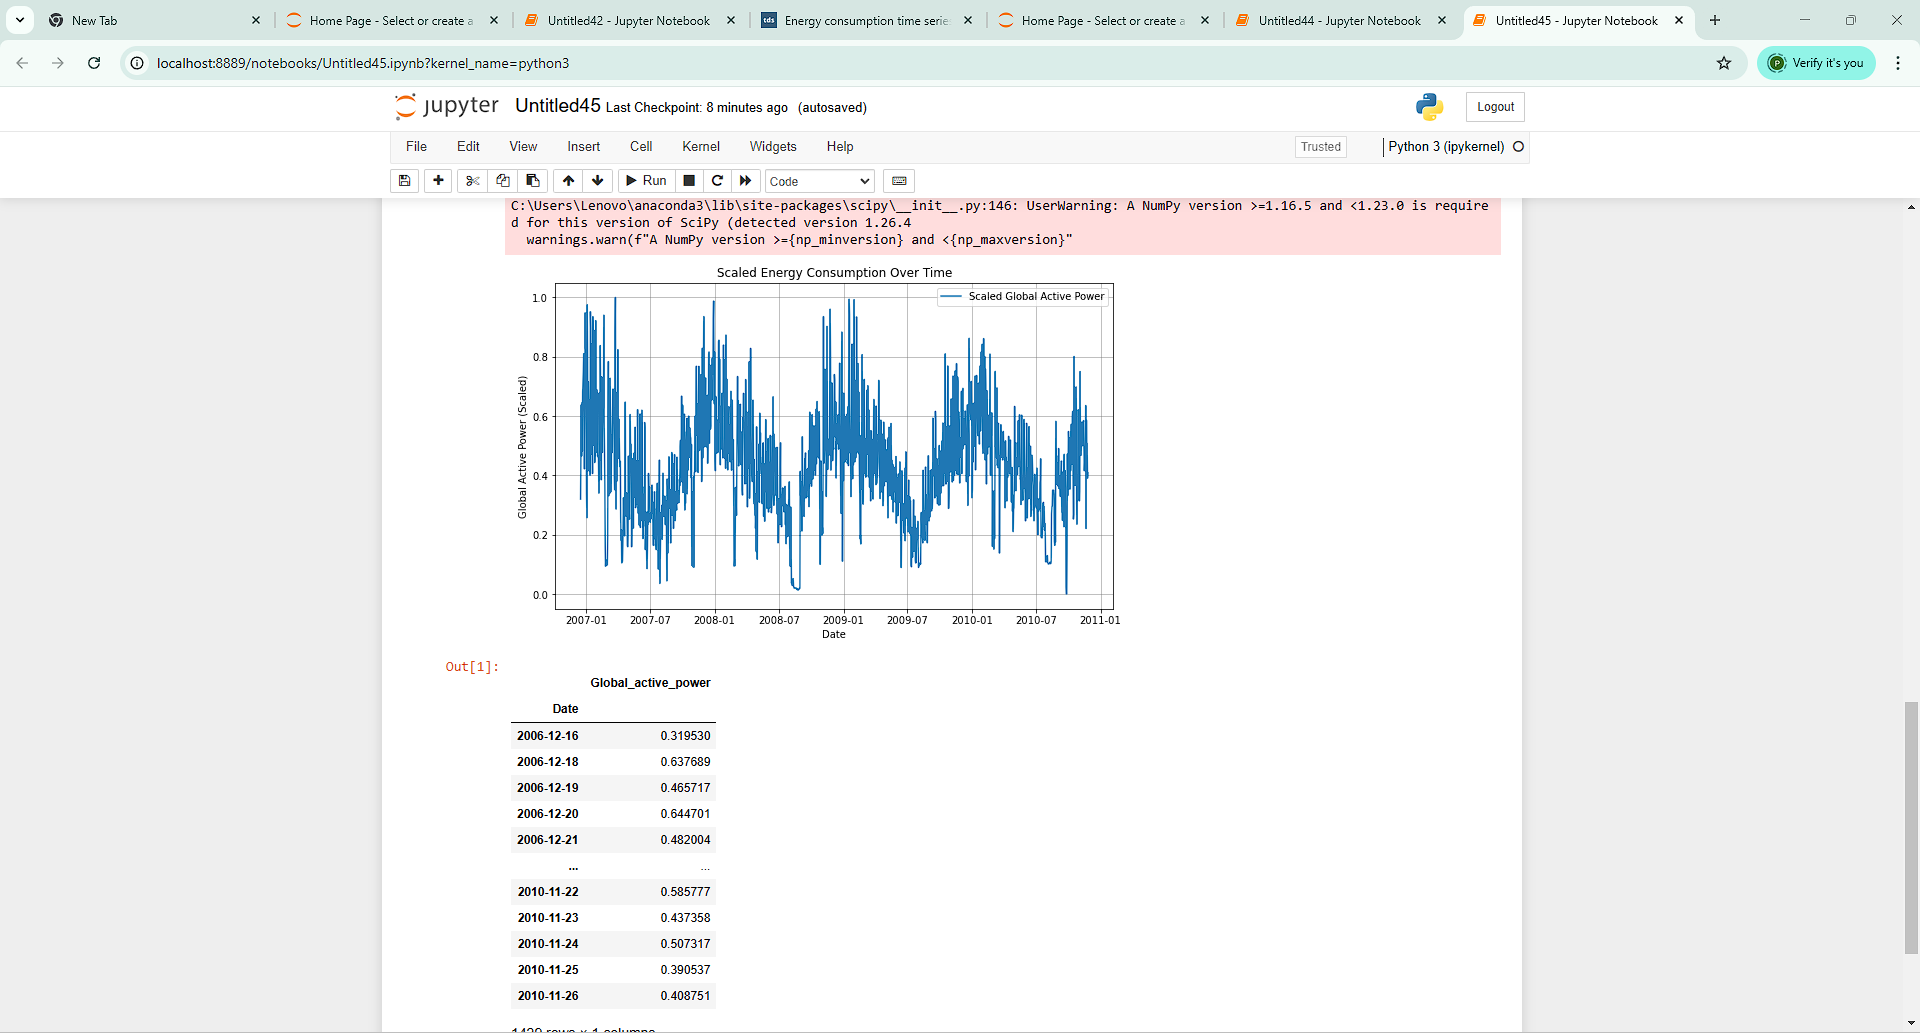 New Tab
Home Page - Select or create a
Untitled42 - Jupyter Notebook
tds
Energy consumption time serie
Home Page - Select or create a
Untitled44 - Jupyter Notebook
Untitled45 - Jupyter Notebook
localhost:8889/notebooks/Untitled45.ipynb?kernel_name=python3
P
Verify it's you
jupyter Untitled45 Last Checkpoint: 8 minutes ago (autosaved)
Logout
File Edit View Insert Cell Kernel Widgets Help
Trusted
Python 3 (ipykernel)
Run
Code
C:\Users\Lenovo\anaconda3\lib\site-packages\scipy\__init__.py:146: UserWarning: A NumPy version >=1.16.5 and <1.23.0 is require
d for this version of SciPy (detected version 1.26.4
warnings.warn(f"A NumPy version >={np_minversion} and <{np_maxversion}"
Scaled Energy Consumption Over Time
Scaled Global Active Power
Global Active Power (Scaled)
1.0
0.8
0.6
0.4
0.2
0.0
2007-01 2007-07 2008-01 2008-07 2009-01 2009-07 2010-01 2010-07 2011-01
Date
Out[1]:
Global_active_power
Date
2006-12-16 0.319530
2006-12-18 0.637689
2006-12-19 0.465717
2006-12-20 0.644701
2006-12-21 0.482004
... ...
2010-11-22 0.585777
2010-11-23 0.437358
2010-11-24 0.507317
2010-11-25 0.390537
2010-11-26 0.408751
rows × 1 columns